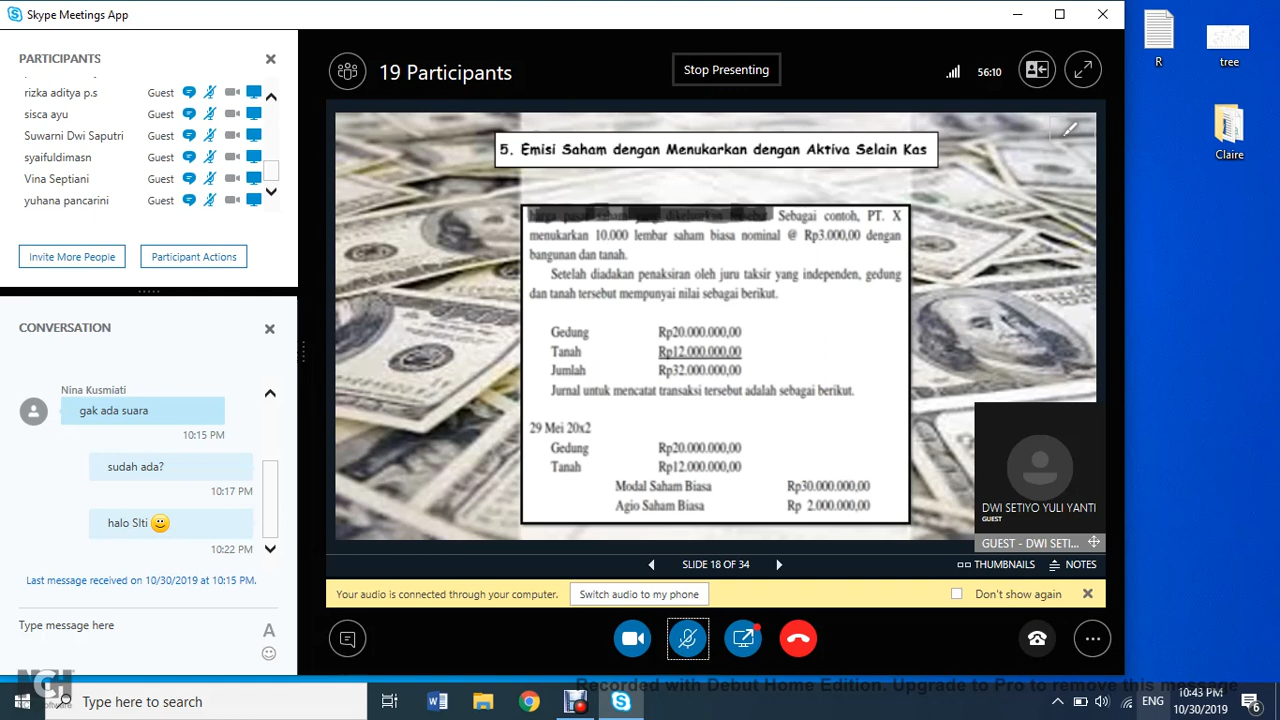 Skype Meetings App
PARTICIPANTS
rizka aditya p.s Guest
sisca ayu Guest
Suwarni Dwi Saputri Guest
syaifuldimasn Guest
Vina Septiani Guest
yuhana pancarini Guest
Invite More People
Participant Actions
CONVERSATION
Nina Kusmiati
gak ada suara
10:15 PM
sudah ada?
10:17 PM
halo SIti
10:22 PM
Last message received on 10/30/2019 at 10:15 PM.
Type message here
A
19 Participants
Stop Presenting
56:10
5. Emisi Saham dengan Menukarkan dengan Aktiva Selain Kas
Sebagai contoh, PT. X
menukarkan 10.000 lembar saham biasa nominal @ Rp3.000,00 dengan
bangunan dan tanah.
Setelah diadakan penaksiran oleh juru taksir yang independen, gedung
dan tanah tersebut mempunyai nilai sebagai berikut.
Gedung Rp20.000.000,00
Tanah Rp12.000.000,00
Jumlah Rp32.000.000,00
Jurnal untuk mencatat transaksi tersebut adalah sebagai berikut.
29 Mei 20x2
Gedung Rp20.000.000,00
Tanah Rp12.000.000,00
Modal Saham Biasa Rp30.000.000,00
Agio Saham Biasa Rp 2.000.000,00
DWI SETIYO YULI YANTI
GUEST
GUEST - DWI SETI...
SLIDE 18 OF 34
THUMBNAILS
NOTES
Your audio is connected through your computer.
Switch audio to my phone
Don't show again
R
tree
Claire
NCH
Recorded with Debut Home Edition. Upgrade to Pro to remove this message
Type here to search
ENG
10:43 PM
10/30/2019
6